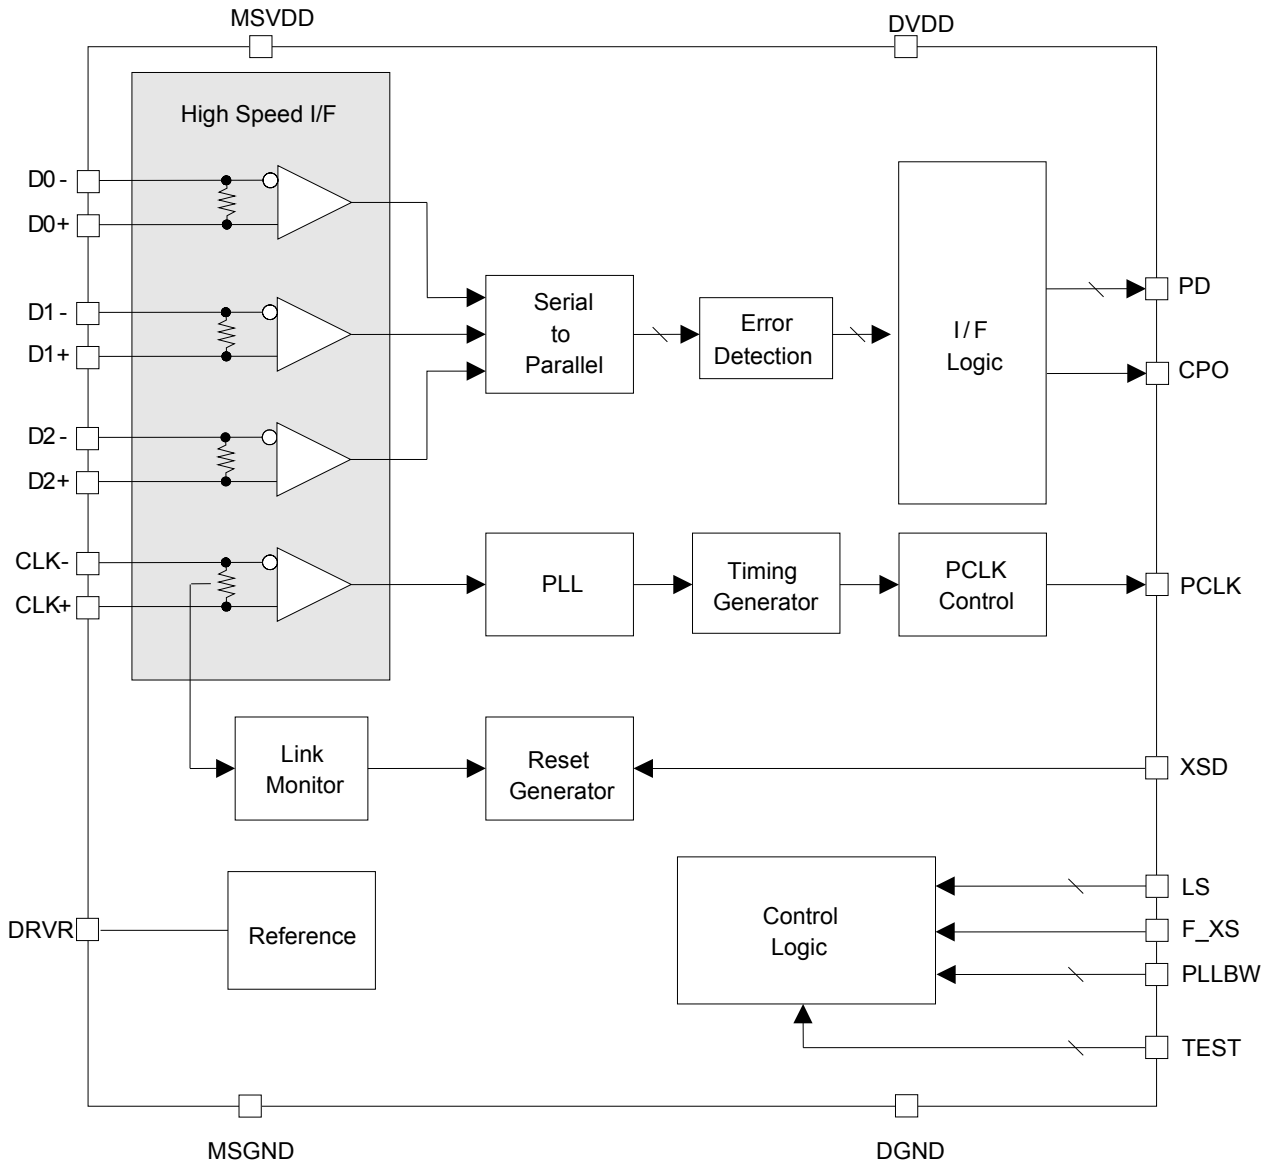 MSVDD
DVDD
High Speed I/F
D0-
D0+
D1-
D1+
D2-
D2+
CLK-
CLK+
Serial
to
Parallel
Error
Detection
I/F
Logic
PD
CPO
PLL
Timing
Generator
PCLK
Control
PCLK
Link
Monitor
Reset
Generator
XSD
DRVR
Reference
Control
Logic
LS
F_XS
PLLBW
TEST
MSGND
DGND